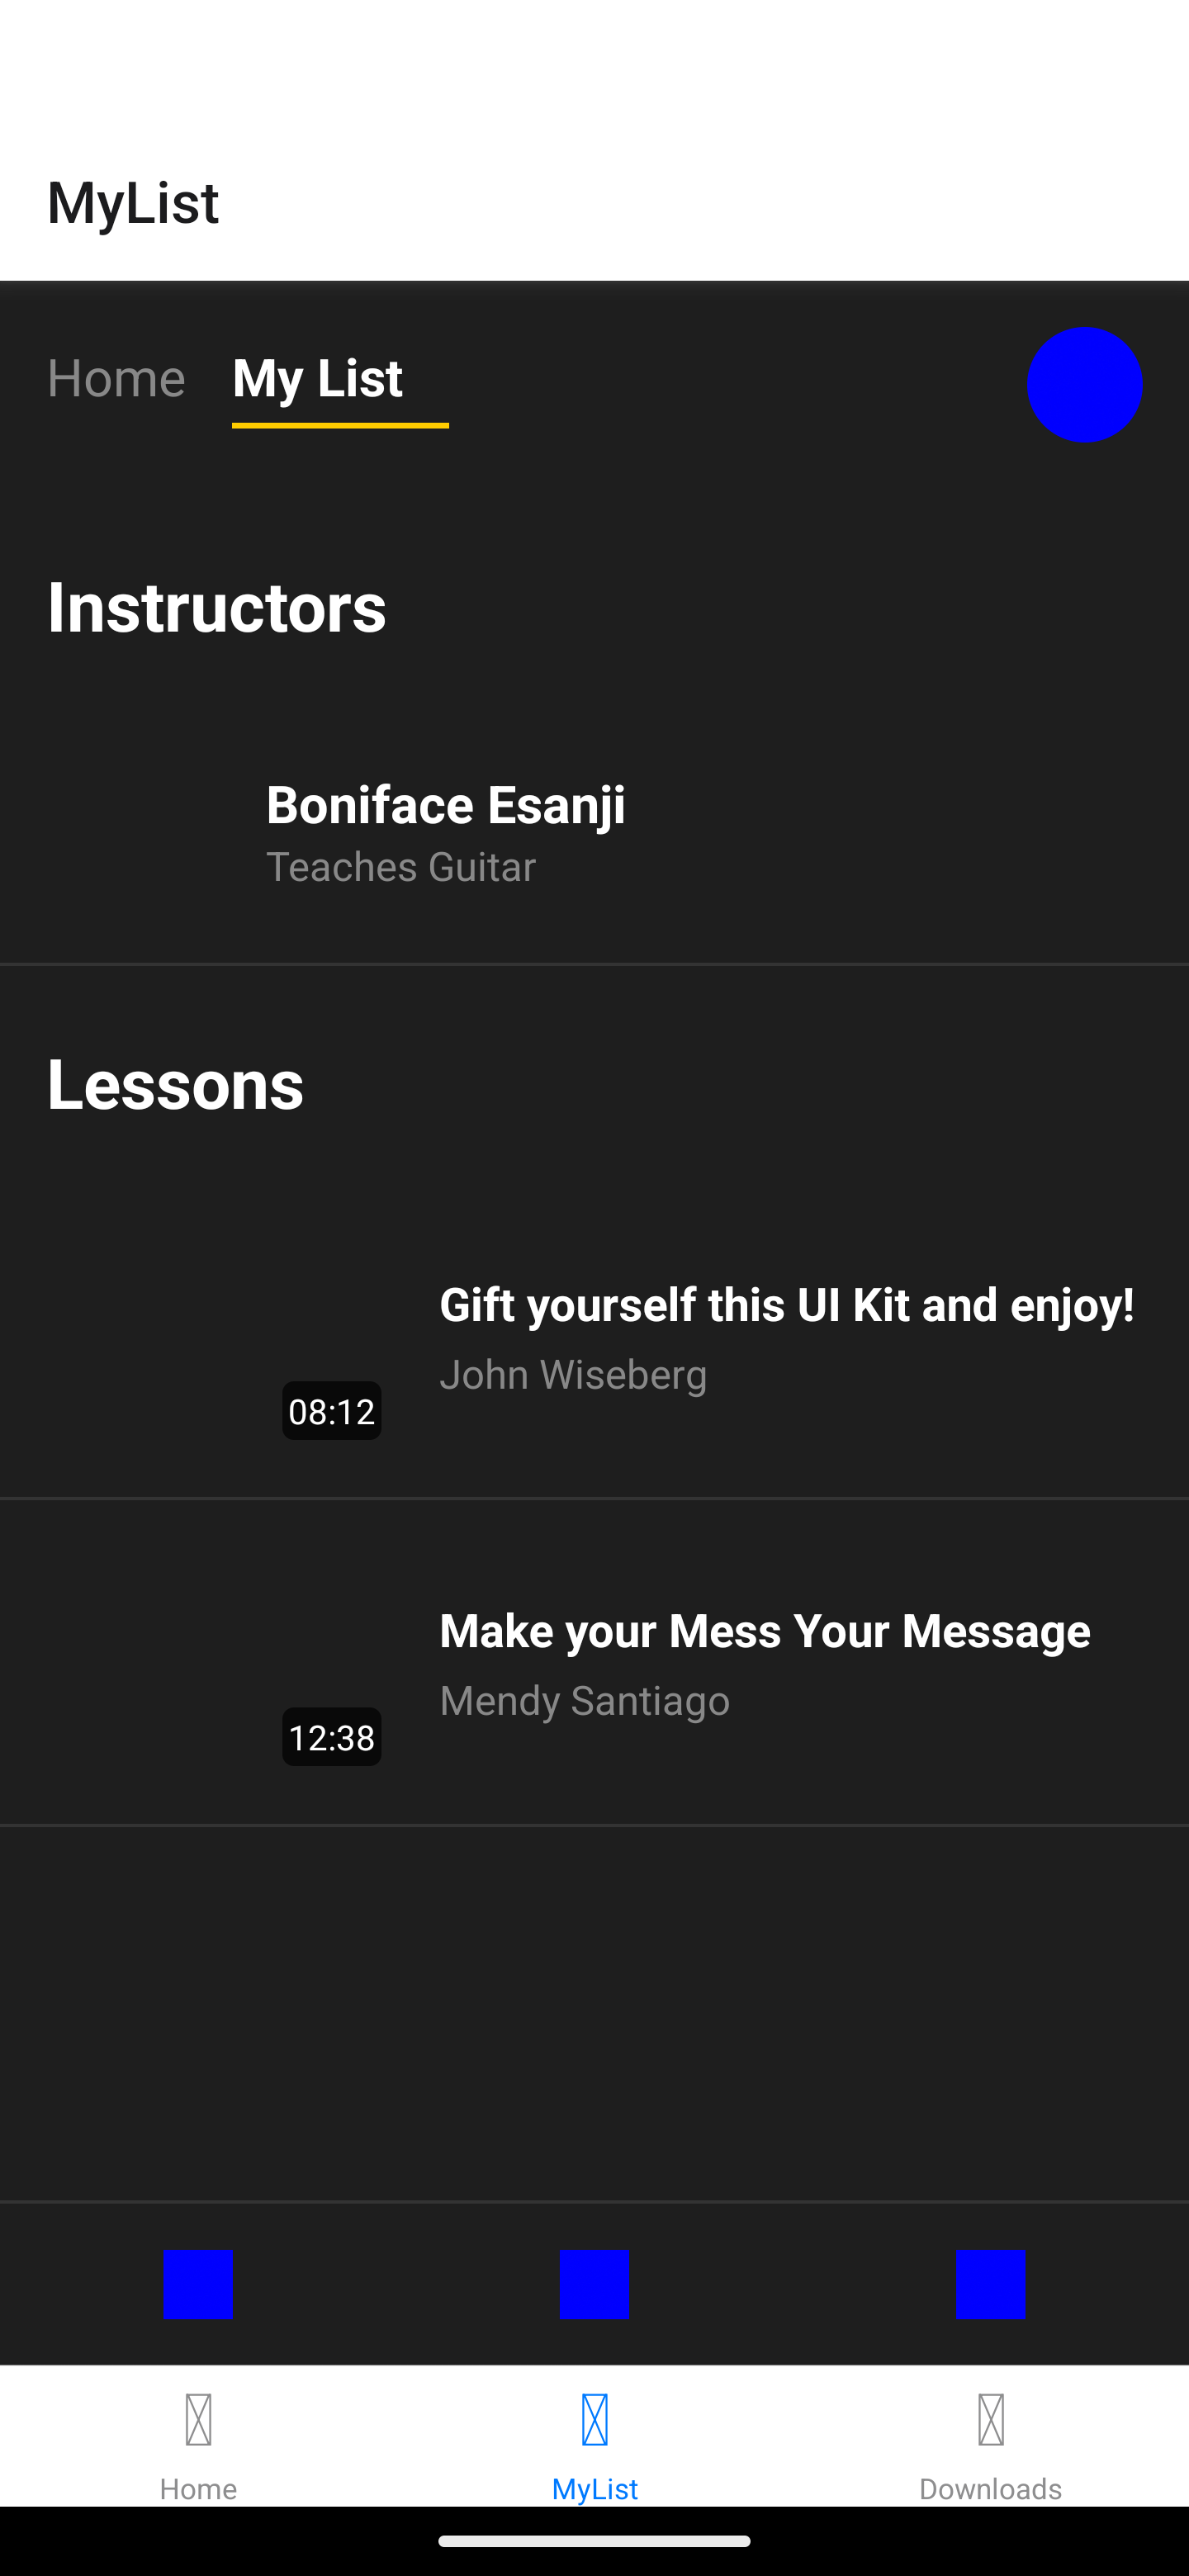 MyList
Home
My List
Instructors
Boniface Esanji
Teaches Guitar
Lessons
Gift yourself this UI Kit and enjoy!
John Wiseberg
08:12
Make your Mess Your Message
Mendy Santiago
12:38
Home
MyList
Downloads